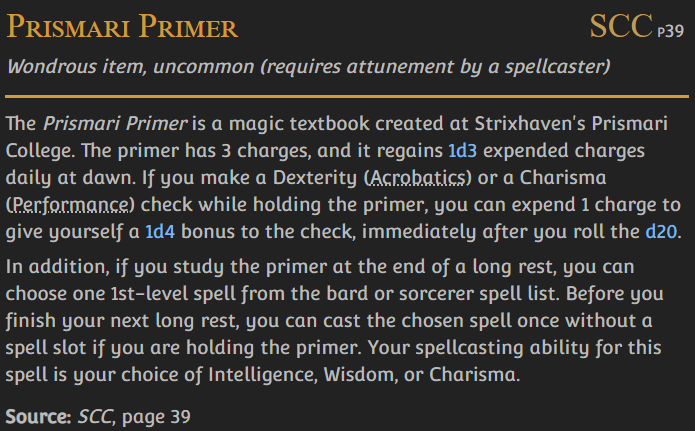 Prismari Primer SCC P39
Wondrous item, uncommon (requires attunement by a spellcaster)
The Prismari Primer is a magic textbook created at Strixhaven's Prismari
College. The primer has 3 charges, and it regains 1d3 expended charges
daily at dawn. If you make a Dexterity (Acrobatics) or a Charisma
(Performance) check while holding the primer, you can expend 1 charge to
give yourself a 1d4 bonus to the check, immediately after you roll the d20.
In addition, if you study the primer at the end of a long rest, you can
choose one 1st-level spell from the bard or sorcerer spell list. Before you
finish your next long rest, you can cast the chosen spell once without a
spell slot if you are holding the primer. Your spellcasting ability for this
spell is your choice of Intelligence, Wisdom, or Charisma.
Source: SCC, page 39